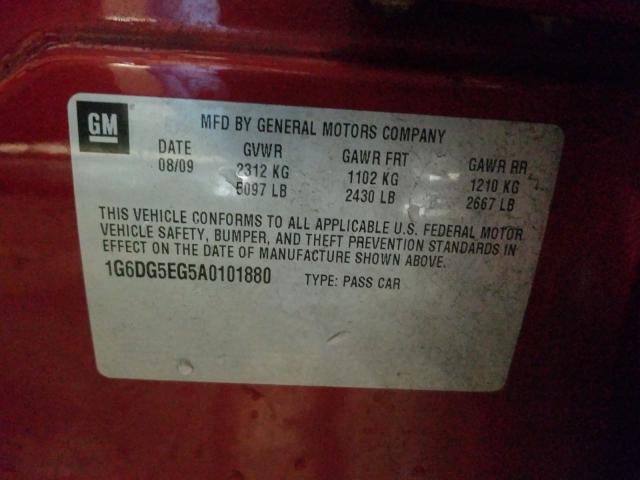 GM
MFD BY GENERAL MOTORS COMPANY
DATE GVWR GAWR FRT GAWR RR
08/09 2312 KG 1102 KG 1210 KG
5097 LB 2430 LB 2667 LB
THIS VEHICLE CONFORMS TO ALL APPLICABLE U.S. FEDERAL MOTOR
VEHICLE SAFETY, BUMPER, AND THEFT PREVENTION STANDARDS IN
EFFECT ON THE DATE OF MANUFACTURE SHOWN ABOVE.
1G6DG5EG5A0101880 TYPE: PASS CAR